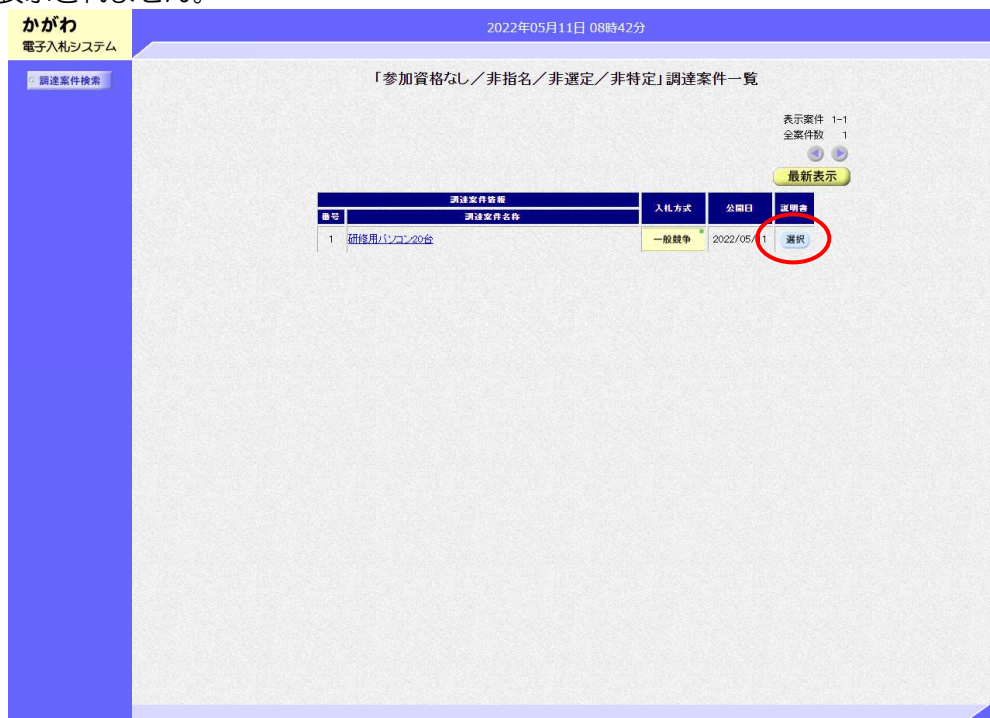 表示されません。
かがわ
電子入札システム
2022年05月11日 08時42分
調達案件検索
「参加資格なし／非指名／非選定／非特定」調達案件一覧
表示案件 1-1
全案件数 1
最新表示
調達案件情報 入札方式 公開日 説明書
番号 調達案件名称
1 研修用パソコン20台 一般競争 2022/05/11 選択